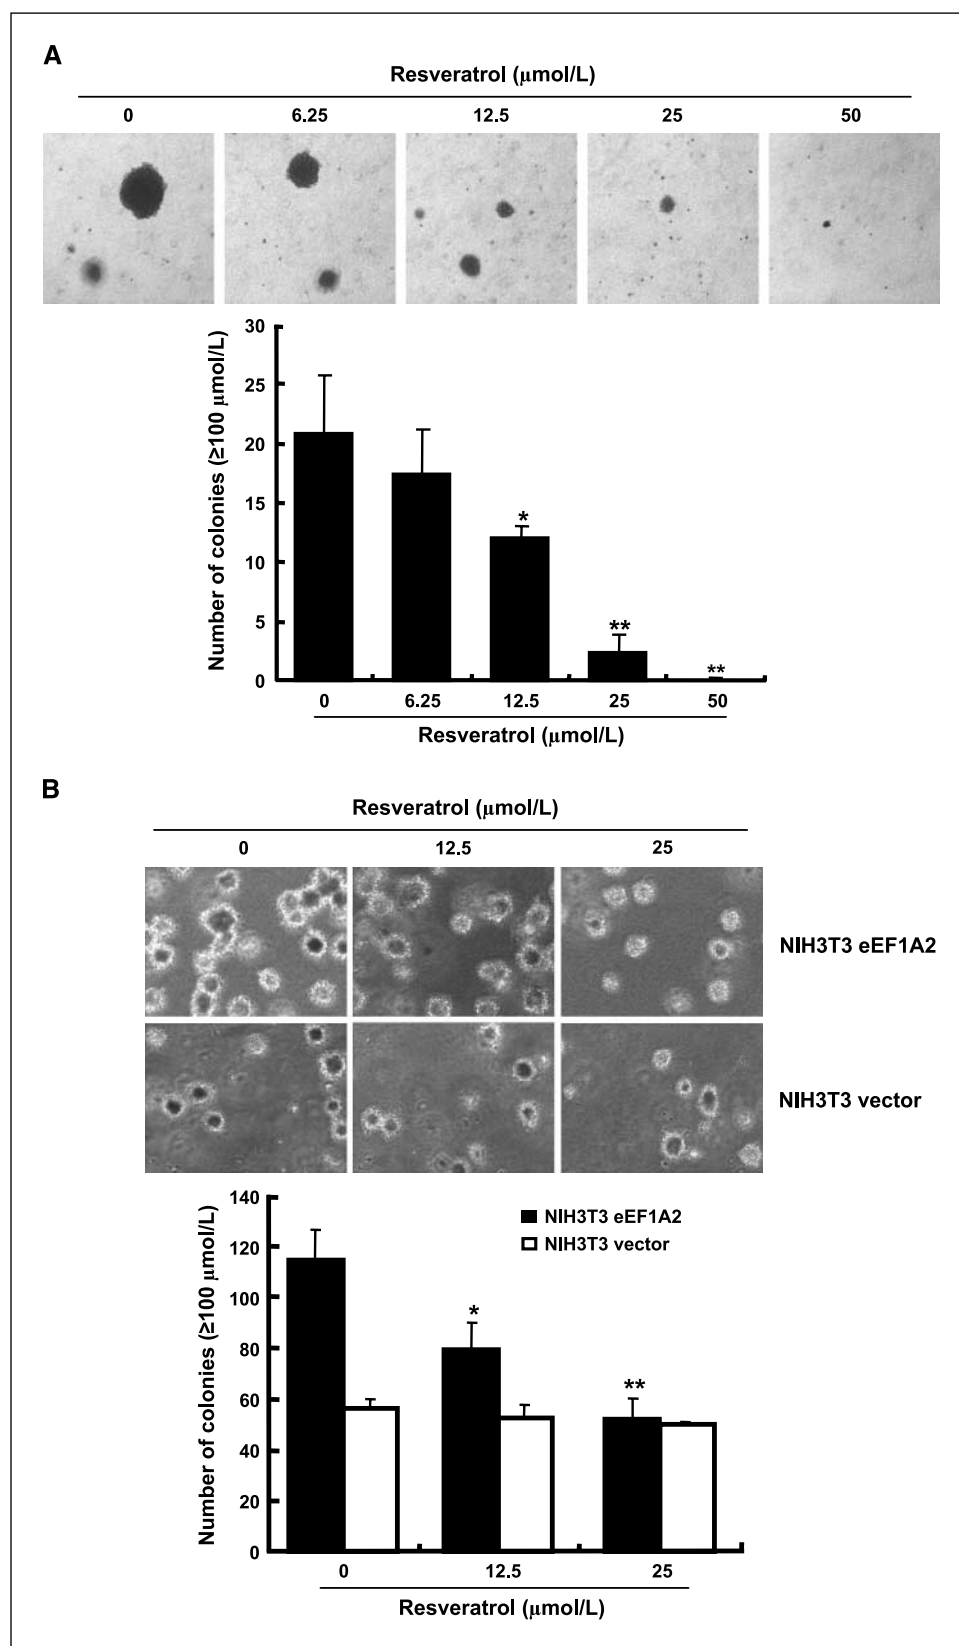 A
Resveratrol (μmol/L)
0 6.25 12.5 25 50
30
25
20
15
10
5
0
Number of colonies (≥100 μmol/L)
*
**
**
0 6.25 12.5 25 50
Resveratrol (μmol/L)
B
Resveratrol (μmol/L)
0 12.5 25
NIH3T3 eEF1A2
NIH3T3 vector
140
120
100
80
60
40
20
0
Number of colonies (≥100 μmol/L)
NIH3T3 eEF1A2
NIH3T3 vector
*
**
0 12.5 25
Resveratrol (μmol/L)